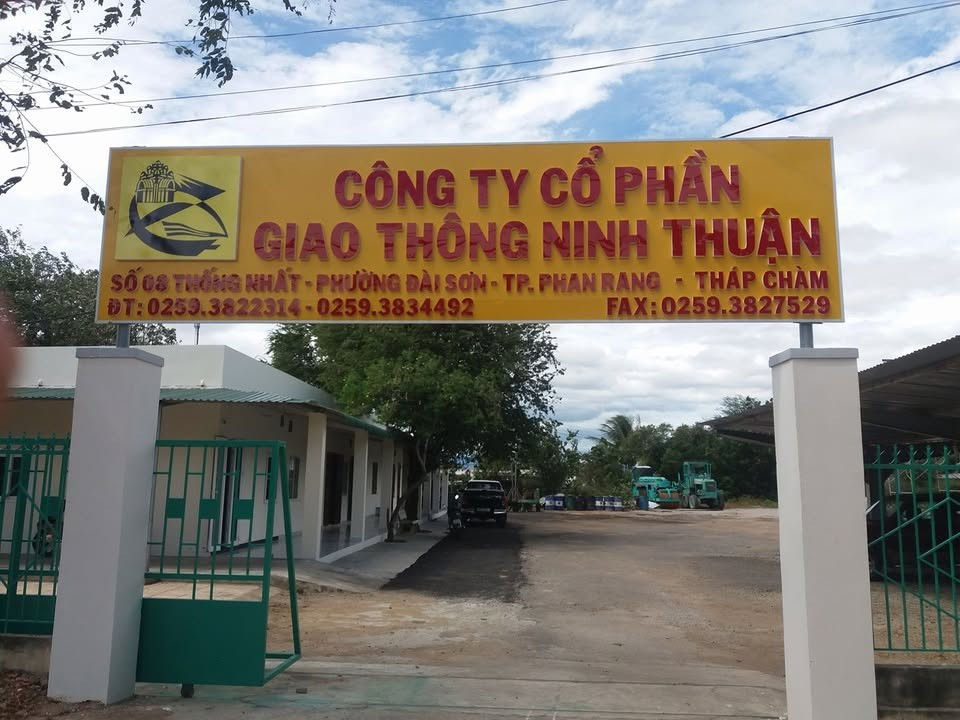 CÔNG TY CỔ PHẦN
GIAO THÔNG NINH THUẬN
SỐ 08 THỐNG NHẤT - PHƯỜNG ĐÀI SƠN - TP. PHAN RANG - THÁP CHÀM
ĐT: 0259.3822314 - 0259.3834492 FAX: 0259.3827529